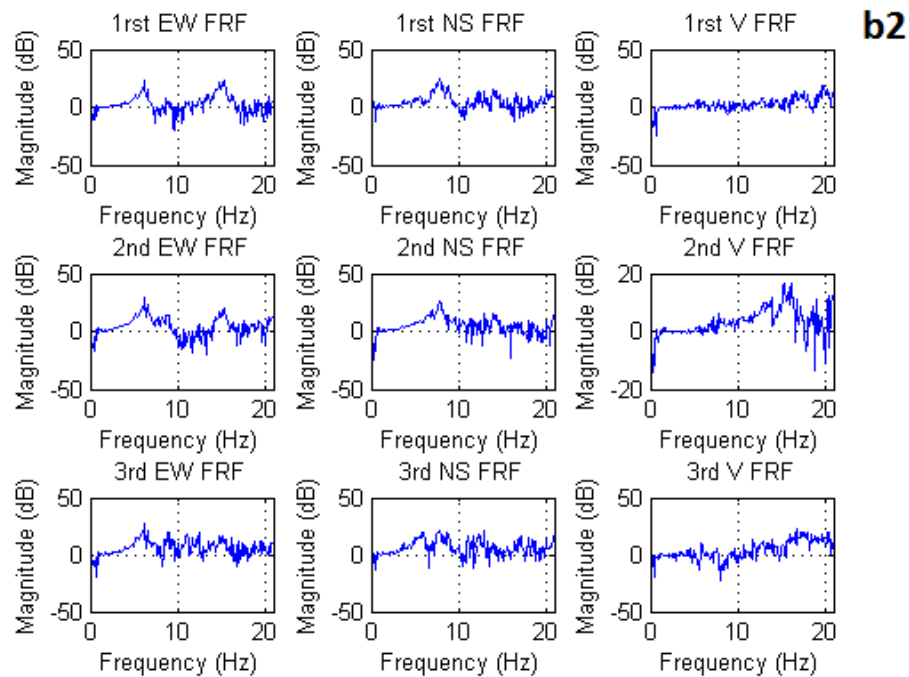 1rst EW FRF
1rst NS FRF
1rst V FRF
b2
50
0
-50
Magnitude (dB)
0 10 20
Frequency (Hz)
50
0
-50
Magnitude (dB)
0 10 20
Frequency (Hz)
50
0
-50
Magnitude (dB)
0 10 20
Frequency (Hz)
2nd EW FRF
2nd NS FRF
2nd V FRF
50
0
-50
Magnitude (dB)
0 10 20
Frequency (Hz)
50
0
-50
Magnitude (dB)
0 10 20
Frequency (Hz)
20
0
-20
Magnitude (dB)
0 10 20
Frequency (Hz)
3rd EW FRF
3rd NS FRF
3rd V FRF
50
0
-50
Magnitude (dB)
0 10 20
Frequency (Hz)
50
0
-50
Magnitude (dB)
0 10 20
Frequency (Hz)
50
0
-50
Magnitude (dB)
0 10 20
Frequency (Hz)